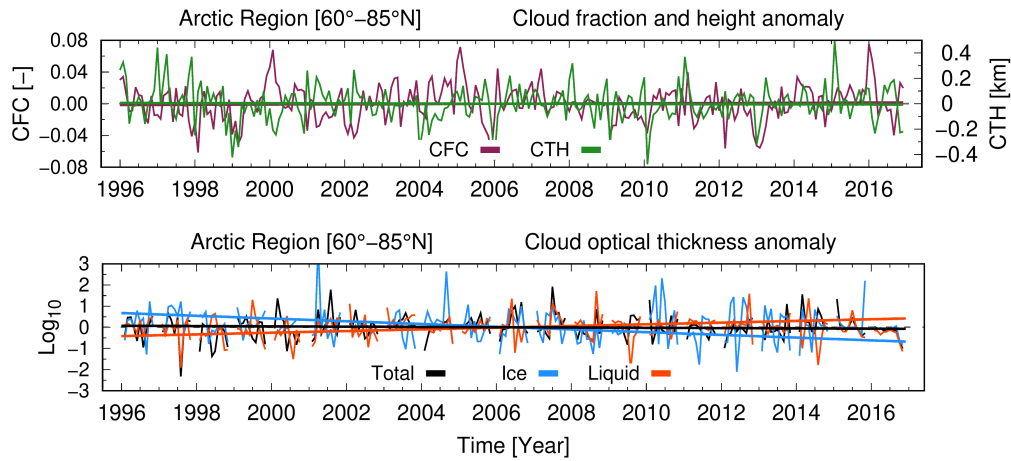 Arctic Region [60°−85°N] Cloud fraction and height anomaly
0.08
0.04
0.00
−0.04
−0.08
CFC [−]
0.4
0.2
0
−0.2
−0.4
CTH [km]
CFC CTH
1996 1998 2000 2002 2004 2006 2008 2010 2012 2014 2016
Arctic Region [60°−85°N] Cloud optical thickness anomaly
3
2
1
0
−1
−2
−3
Log10
Total Ice Liquid
1996 1998 2000 2002 2004 2006 2008 2010 2012 2014 2016
Time [Year]